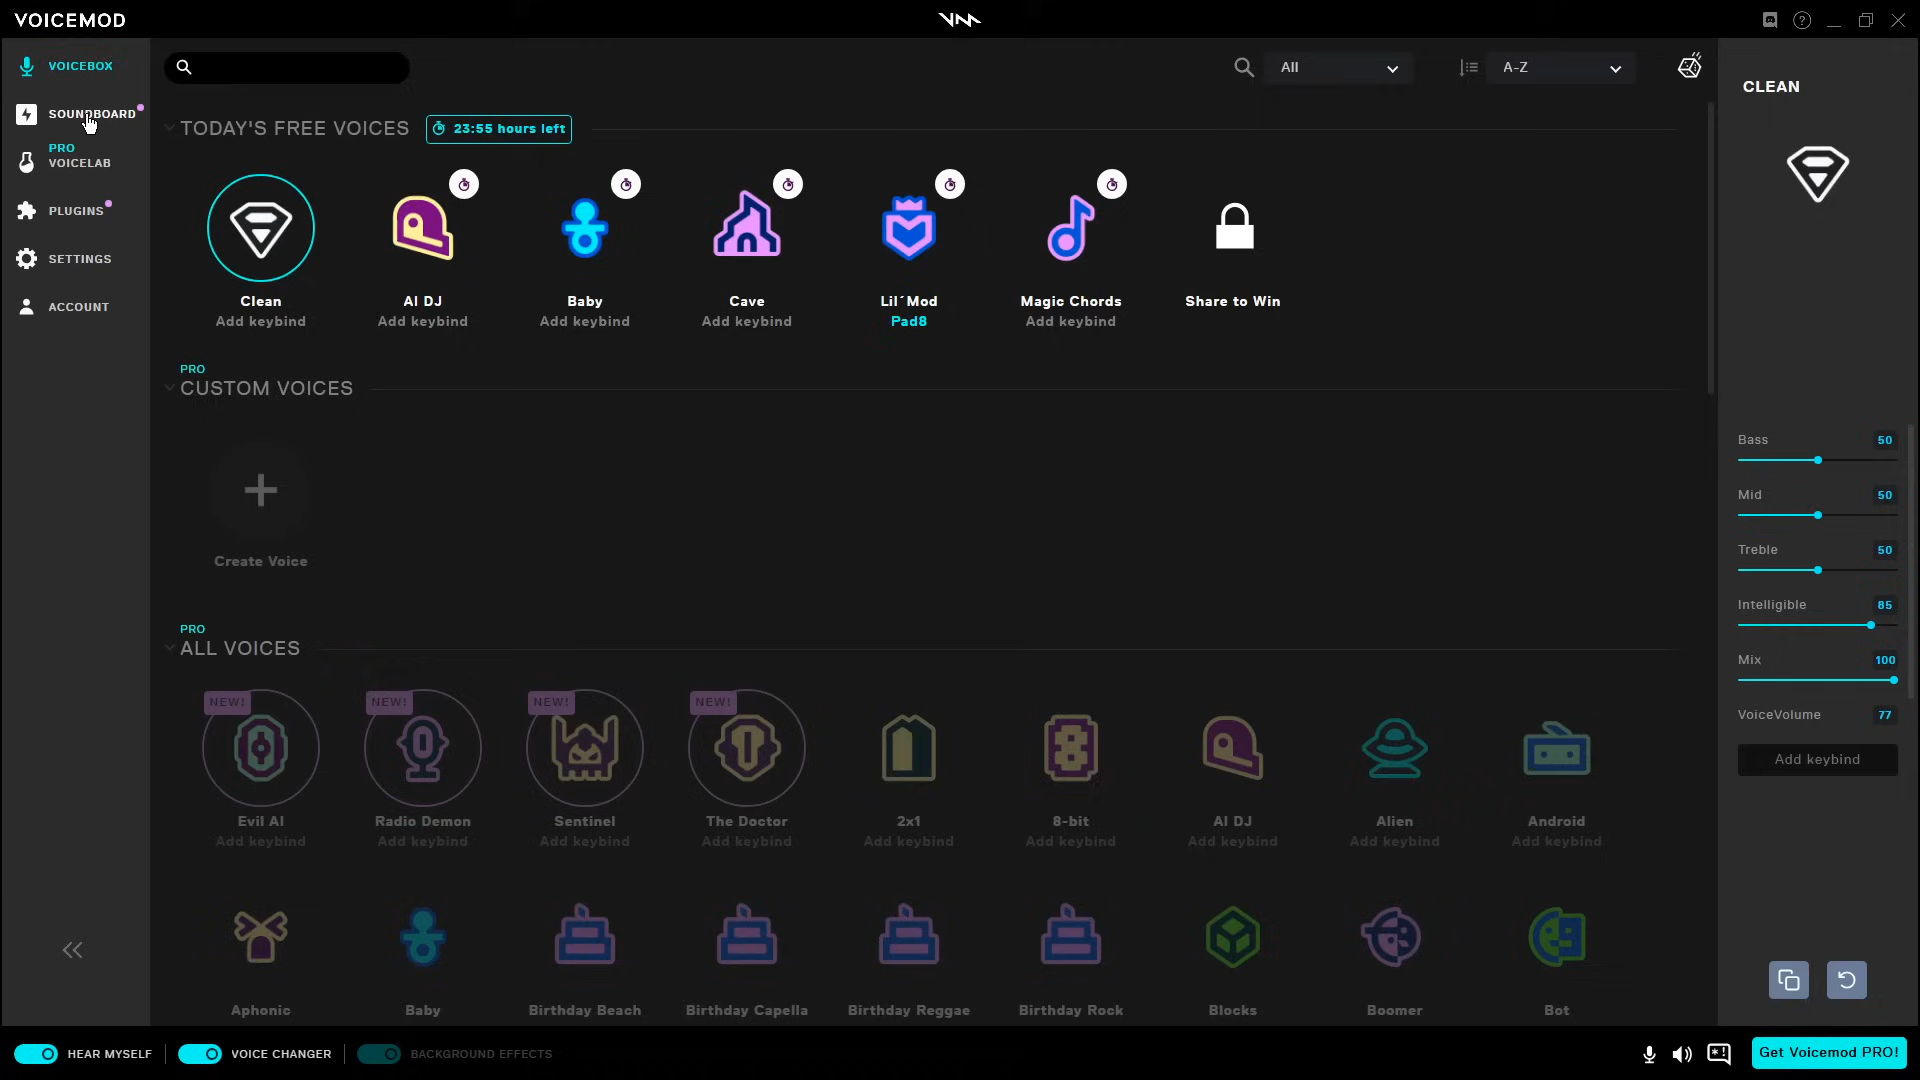 VOICEMOD
VOICEBOX
SOUNDBOARD
PRO
VOICELAB
PLUGINS
SETTINGS
ACCOUNT
All
A-Z
TODAY'S FREE VOICES
23:55 hours left
Clean
Add keybind
AI DJ
Add keybind
Baby
Add keybind
Cave
Add keybind
Lil´Mod
Pad8
Magic Chords
Add keybind
Share to Win
PRO
CUSTOM VOICES
Create Voice
PRO
ALL VOICES
NEW!
Evil AI
Add keybind
NEW!
Radio Demon
Add keybind
NEW!
Sentinel
Add keybind
NEW!
The Doctor
Add keybind
2x1
Add keybind
8-bit
Add keybind
AI DJ
Add keybind
Alien
Add keybind
Android
Add keybind
Aphonic
Baby
Birthday Beach
Birthday Capella
Birthday Reggae
Birthday Rock
Blocks
Boomer
Bot
CLEAN
Bass 50
Mid 50
Treble 50
Intelligible 85
Mix 100
VoiceVolume 77
Add keybind
HEAR MYSELF
VOICE CHANGER
BACKGROUND EFFECTS
Get Voicemod PRO!